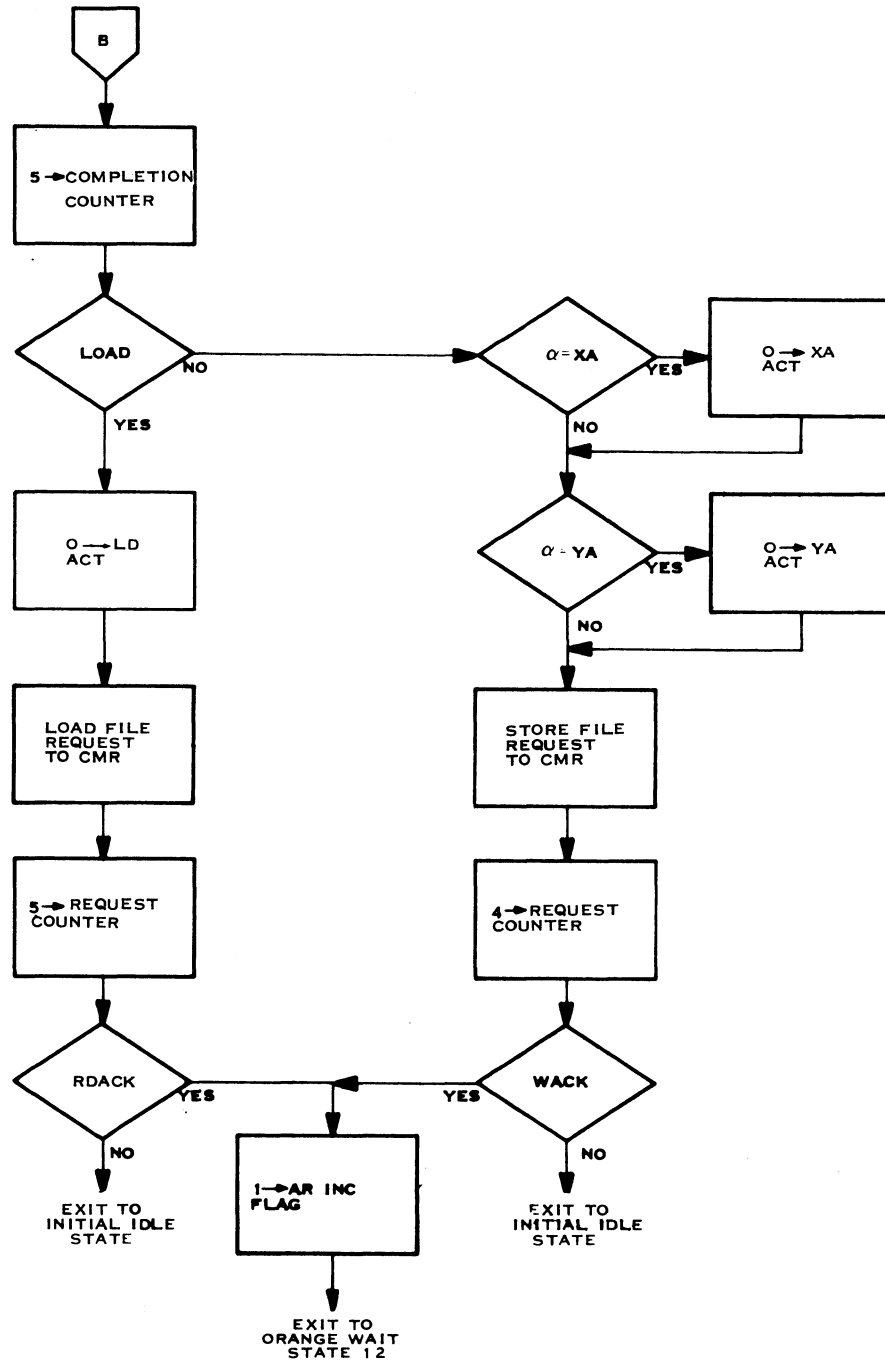 B
5→COMPLETION
COUNTER
LOAD
NO
YES
α=XA
YES
NO
O→XA
ACT
O→LD
ACT
α=YA
YES
NO
O→YA
ACT
LOAD FILE
REQUEST
TO CMR
STORE FILE
REQUEST
TO CMR
5→REQUEST
COUNTER
4→REQUEST
COUNTER
RDACK
YES
NO
WACK
YES
NO
1→AR INC
FLAG
EXIT TO
INITIAL IDLE
STATE
EXIT TO
INITIAL IDLE
STATE
EXIT TO
ORANGE WAIT
STATE 12